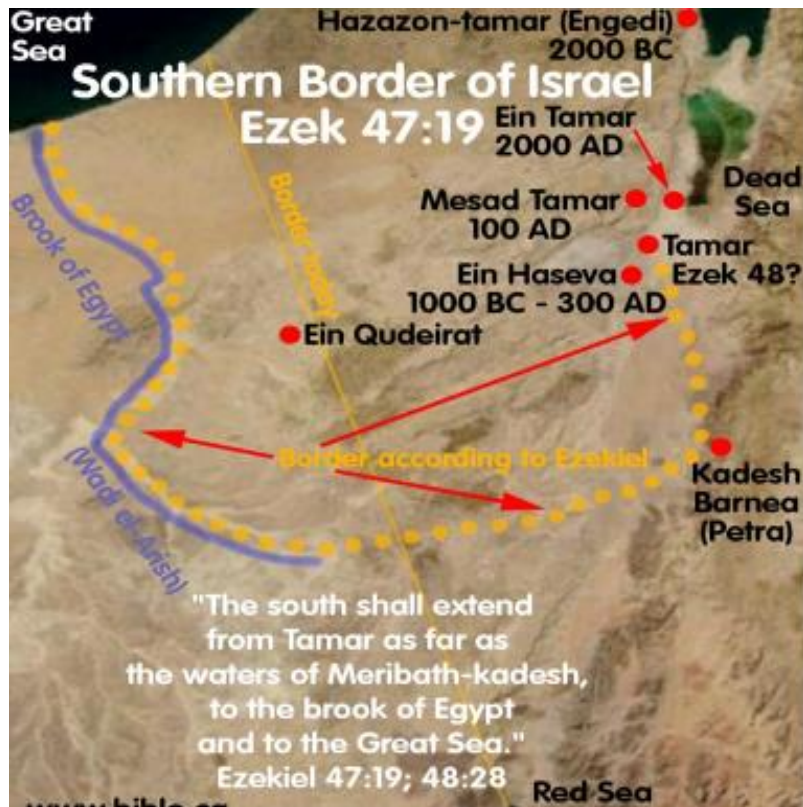 Great
Sea
Hazazon-tamar (Engedi)
2000 BC
Southern Border of Israel
Ezek 47:19
Ein Tamar
2000 AD
Border today
Brook of Egypt
Mesad Tamar
100 AD
Dead
Sea
Tamar
Ezek 48?
Ein Haseva
1000 BC - 300 AD
Ein Qudeirat
Border according to Ezekiel
(Wadi el-Arish)
Kadesh
Barnea
(Petra)
"The south shall extend
from Tamar as far as
the waters of Meribath-kadesh,
to the brook of Egypt
and to the Great Sea."
Ezekiel 47:19; 48:28
www.bible.ca
Red Sea